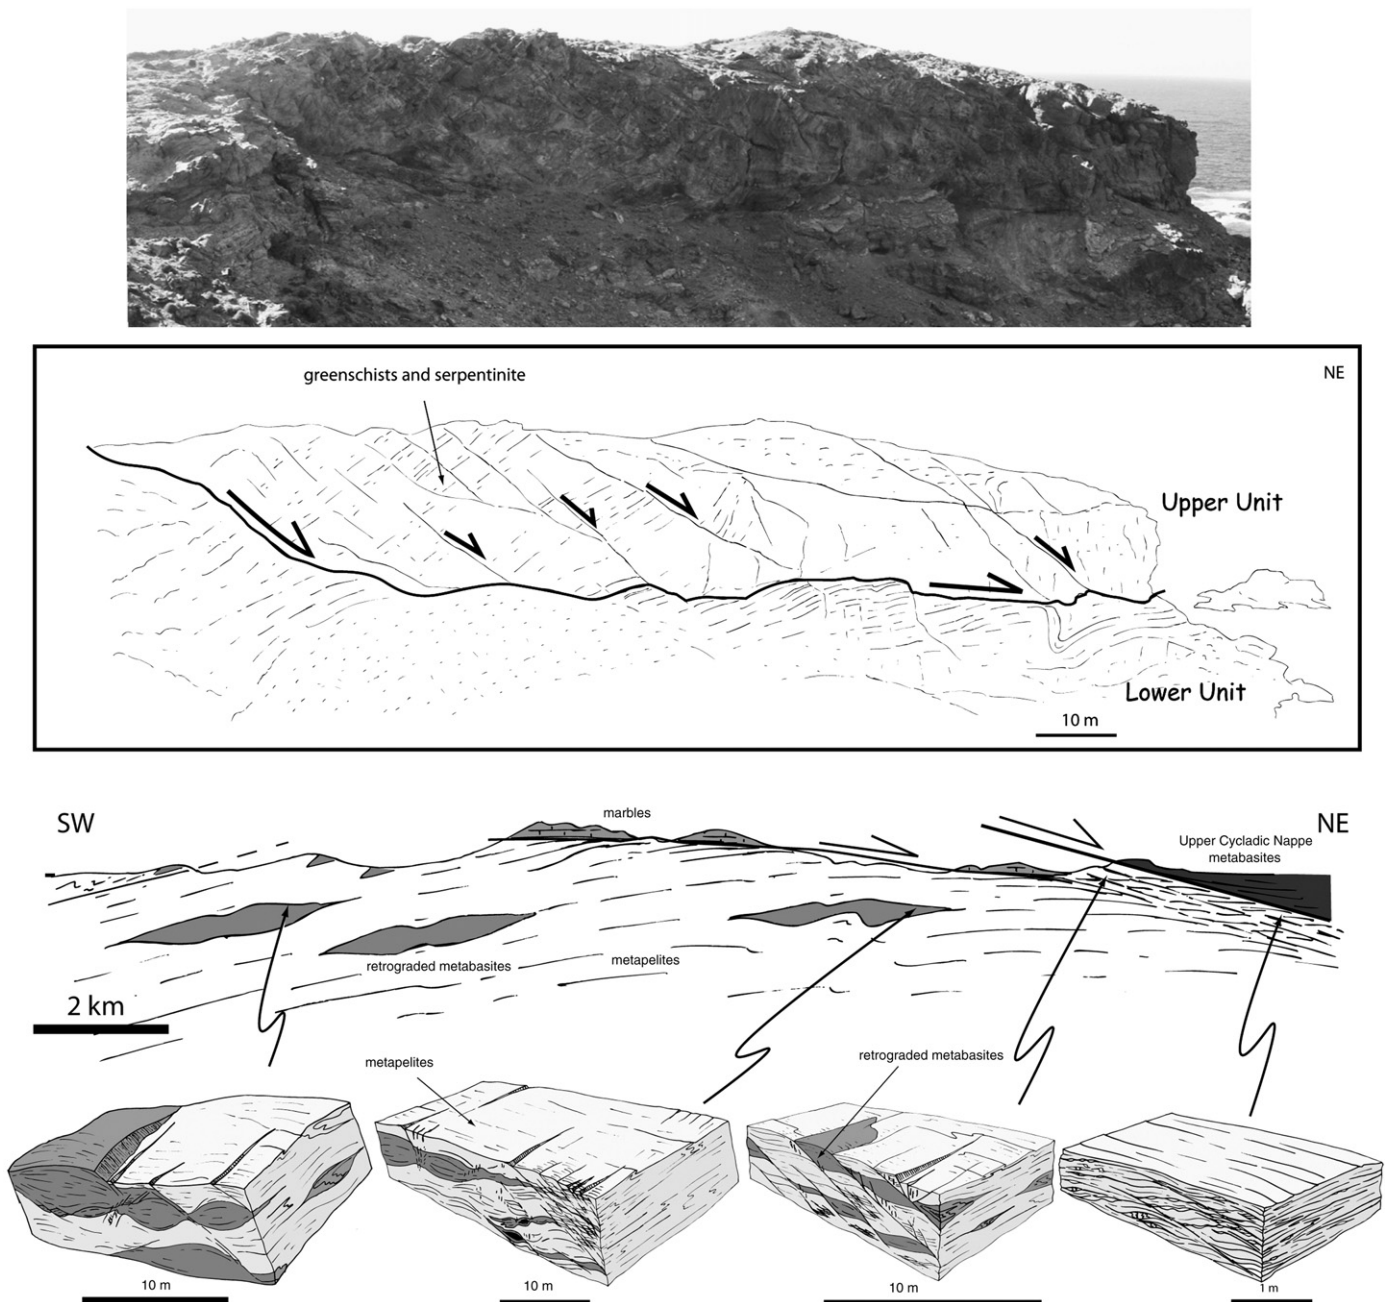 greenschists and serpentinite
NE
Upper Unit
Lower Unit
10 m
SW
marbles
NE
Upper Cycladic Nappe
metabasites
retrograded metabasites
metapelites
2 km
metapelites
retrograded metabasites
10 m
10 m
10 m
1 m